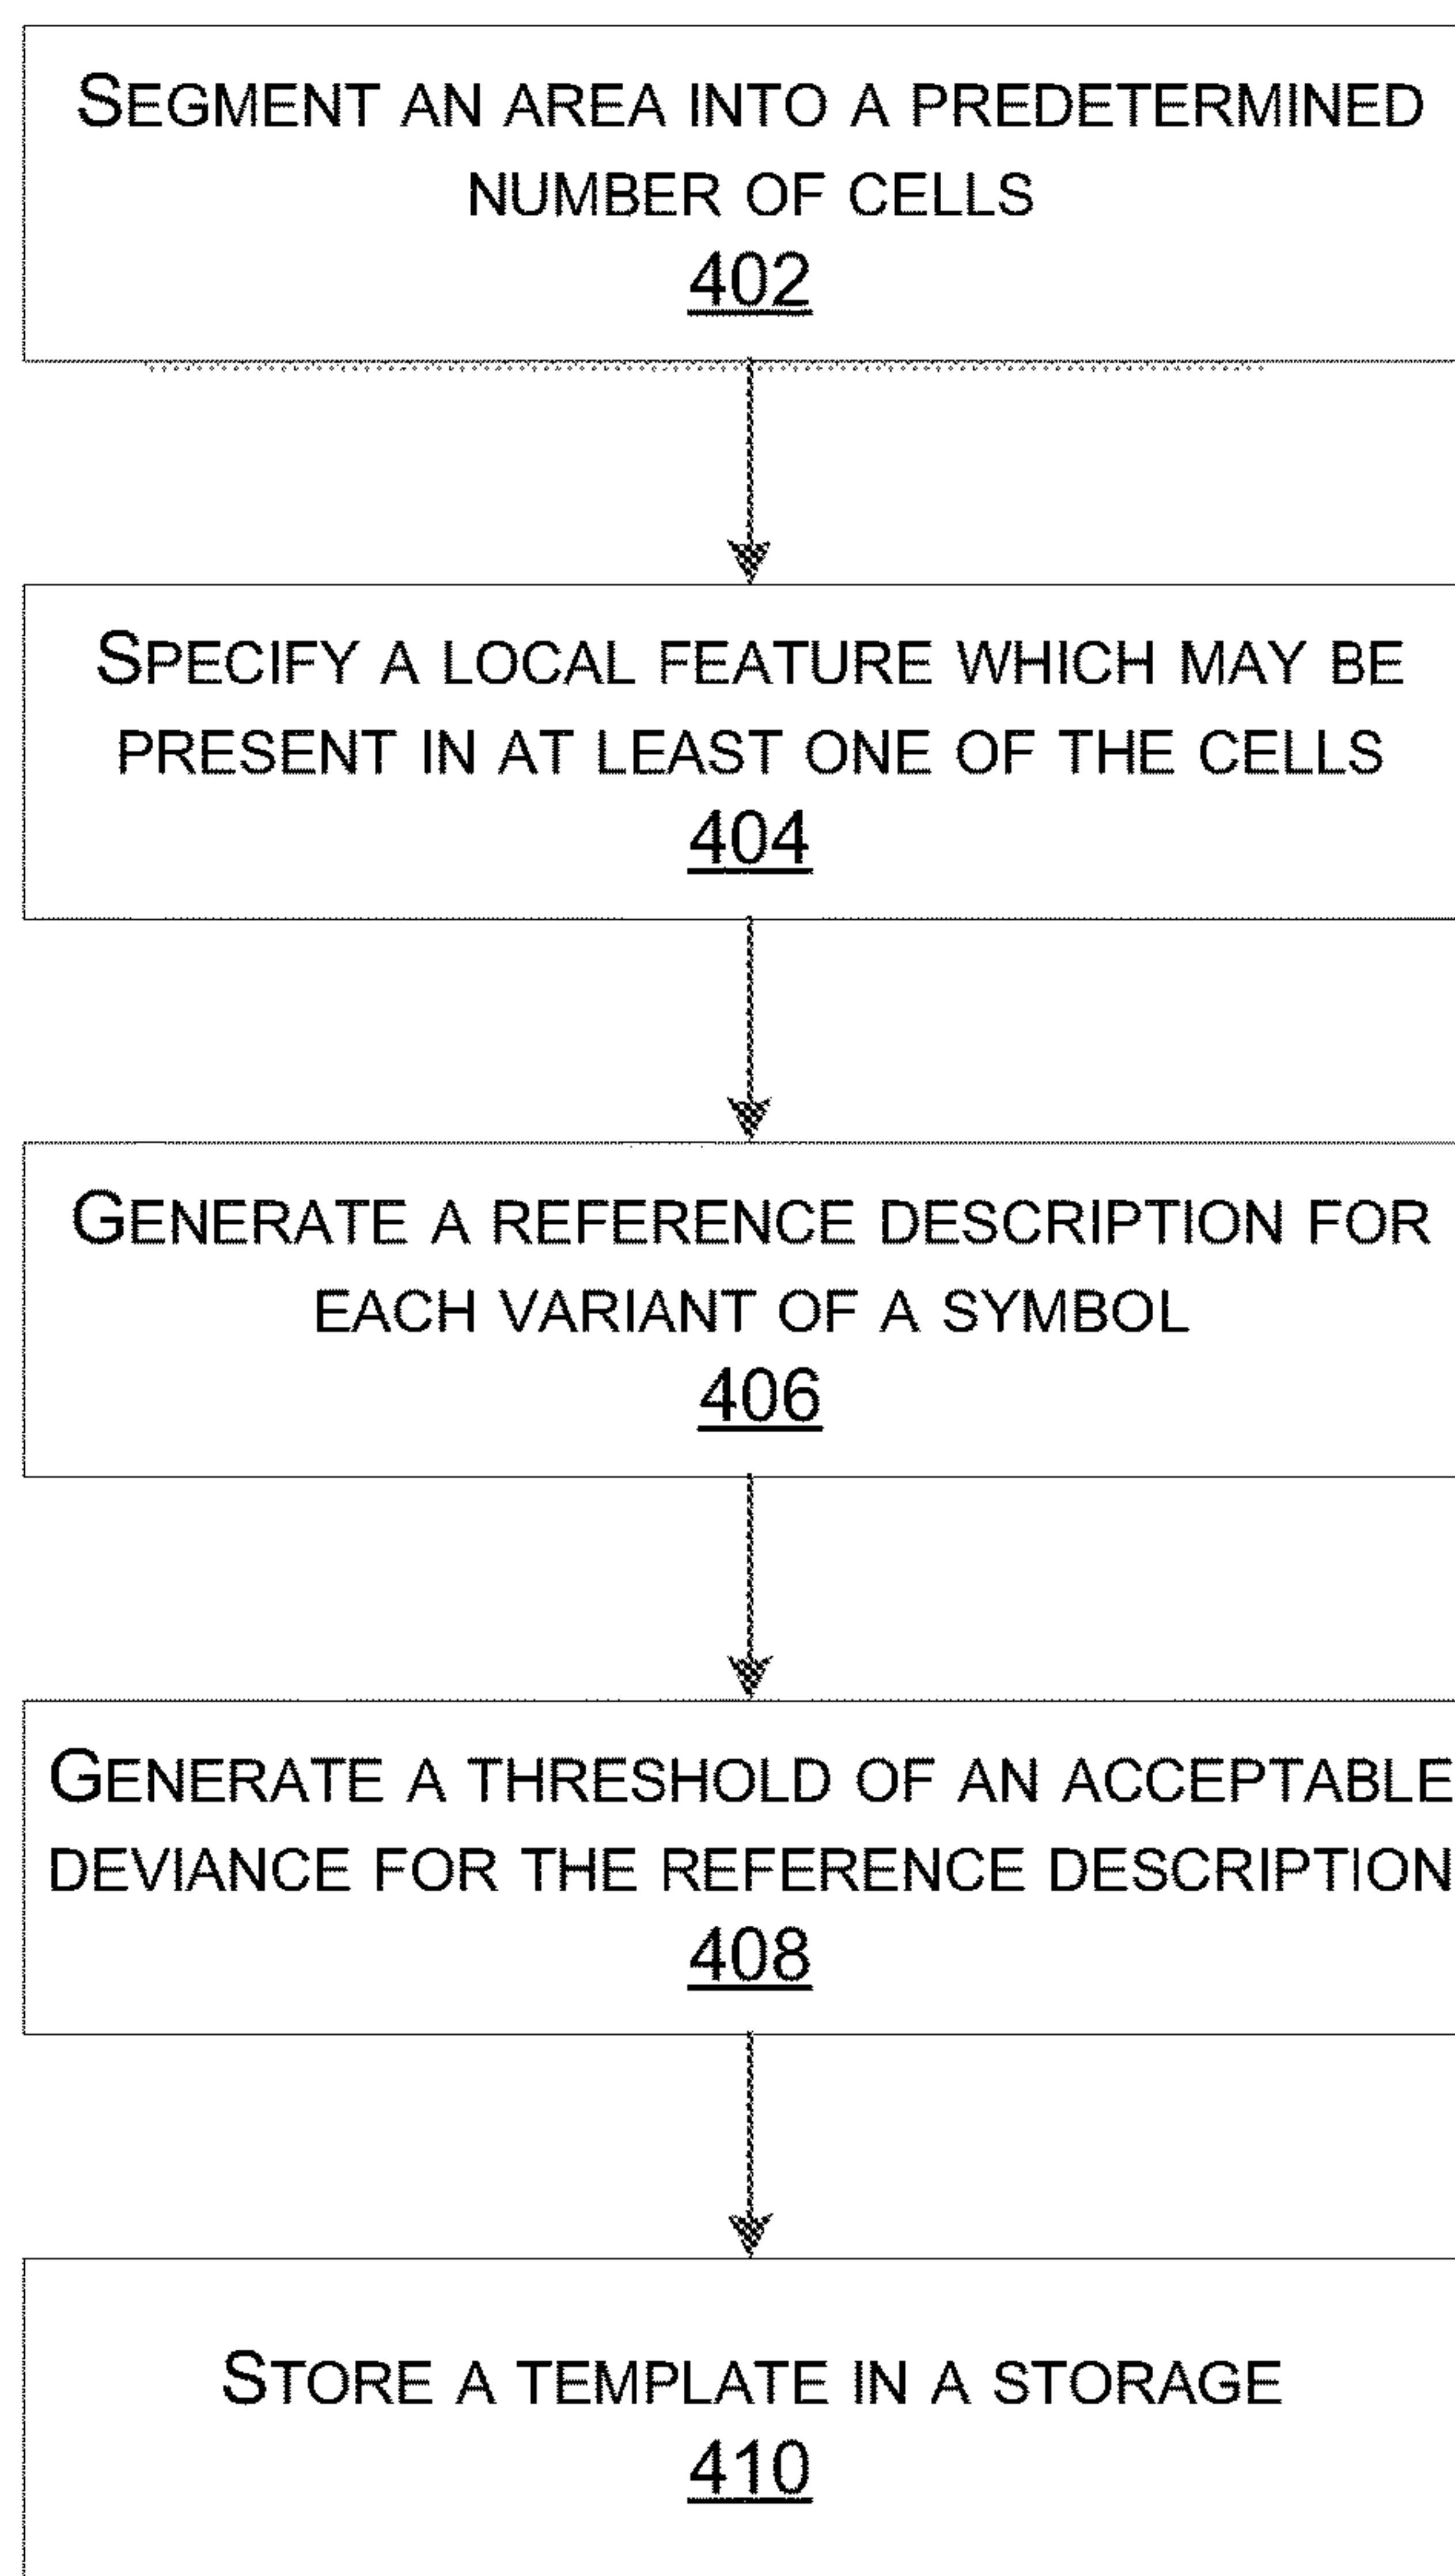 SEGMENT AN AREA INTO A PREDETERMINED
NUMBER OF CELLS
402
SPECIFY A LOCAL FEATURE WHICH MAY BE
PRESENT IN AT LEAST ONE OF THE CELLS
404
GENERATE A REFERENCE DESCRIPTION FOR
EACH VARIANT OF A SYMBOL
406
GENERATE A THRESHOLD OF AN ACCEPTABLE
DEVIANCE FOR THE REFERENCE DESCRIPTION
408
STORE A TEMPLATE IN A STORAGE
410